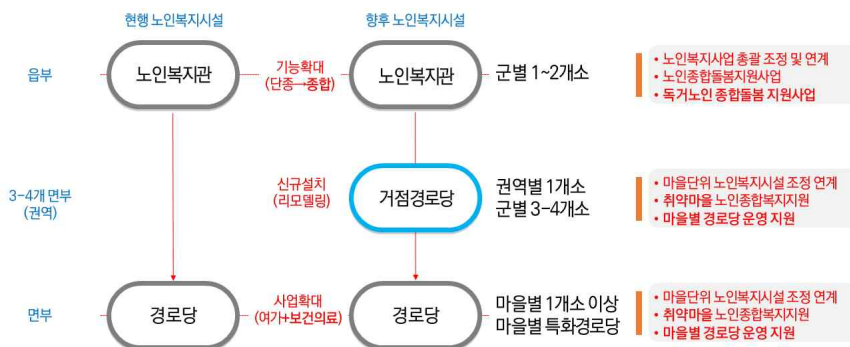 현행 노인복지시설
향후 노인복지시설
읍부
노인복지관
기능확대
(단종→종합)
노인복지관
군별 1~2개소
• 노인복지사업 총괄 조정 및 연계
• 노인종합돌봄지원사업
• 독거노인 종합돌봄 지원사업
3-4개 면부
(권역)
신규설치
(리모델링)
거점경로당
권역별 1개소
군별 3-4개소
• 마을단위 노인복지시설 조정 연계
• 취약마을 노인종합복지지원
• 마을별 경로당 운영 지원
면부
경로당
사업확대
(여가+보건의료)
경로당
마을별 1개소 이상
마을별 특화경로당
• 마을단위 노인복지시설 조정 연계
• 취약마을 노인종합복지지원
• 마을별 경로당 운영 지원